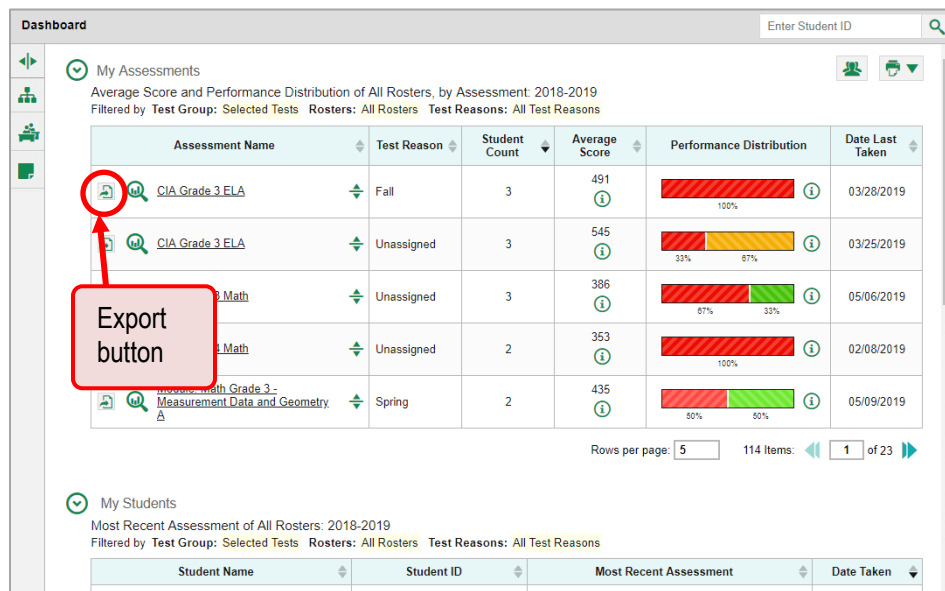 Dashboard
Enter Student ID
My Assessments
Average Score and Performance Distribution of All Rosters, by Assessment: 2018-2019
Filtered by Test Group: Selected Tests Rosters: All Rosters Test Reasons: All Test Reasons
Assessment Name Test Reason Student Count Average Score Performance Distribution Date Last Taken
CIA Grade 3 ELA Fall 3 491 100% 03/28/2019
CIA Grade 3 ELA Unassigned 3 545 33% 67% 03/25/2019
3 Math Unassigned 3 386 67% 33% 05/06/2019
Math Unassigned 2 353 100% 02/08/2019
Export
button
Math Grade 3 -
Measurement Data and Geometry
A
Spring 2 435 50% 50% 05/09/2019
Rows per page: 5 114 Items: 1 of 23
My Students
Most Recent Assessment of All Rosters: 2018-2019
Filtered by Test Group: Selected Tests Rosters: All Rosters Test Reasons: All Test Reasons
Student Name Student ID Most Recent Assessment Date Taken